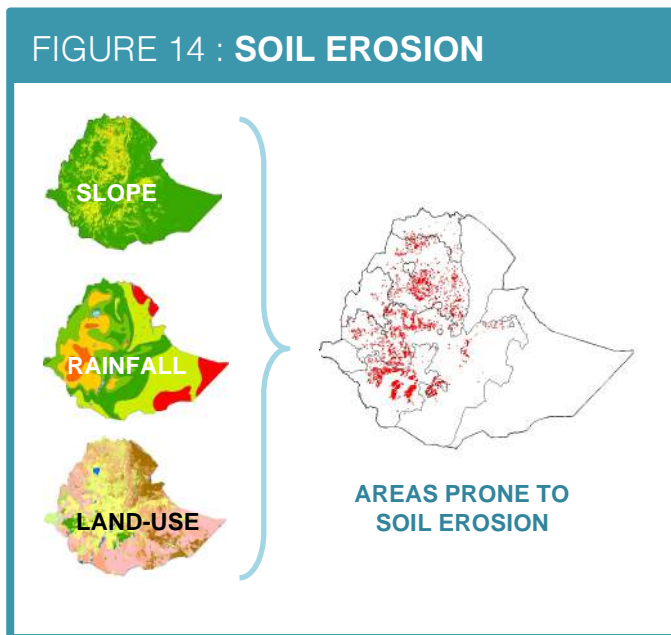 FIGURE 14 : SOIL EROSION
SLOPE
RAINFALL
LAND-USE
AREAS PRONE TO
SOIL EROSION